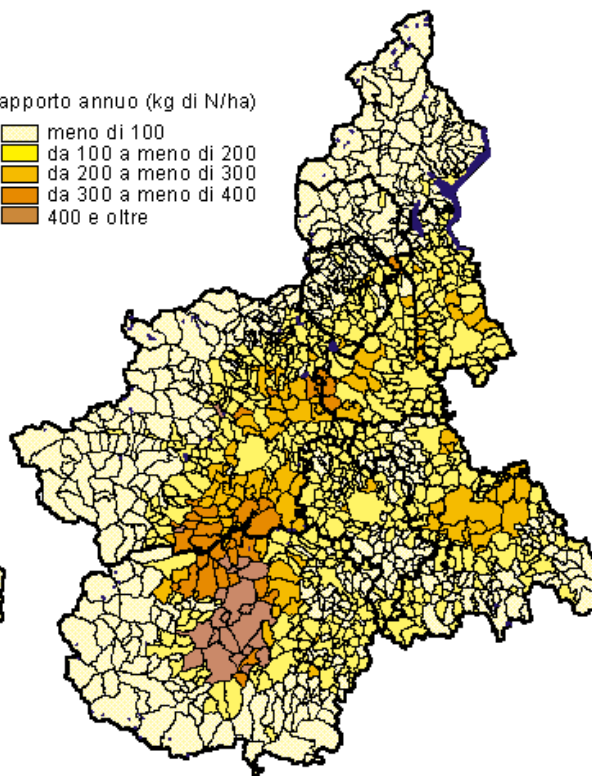 apporto annuo (kg di N/ha)
meno di 100
da 100 a meno di 200
da 200 a meno di 300
da 300 a meno di 400
400 e oltre